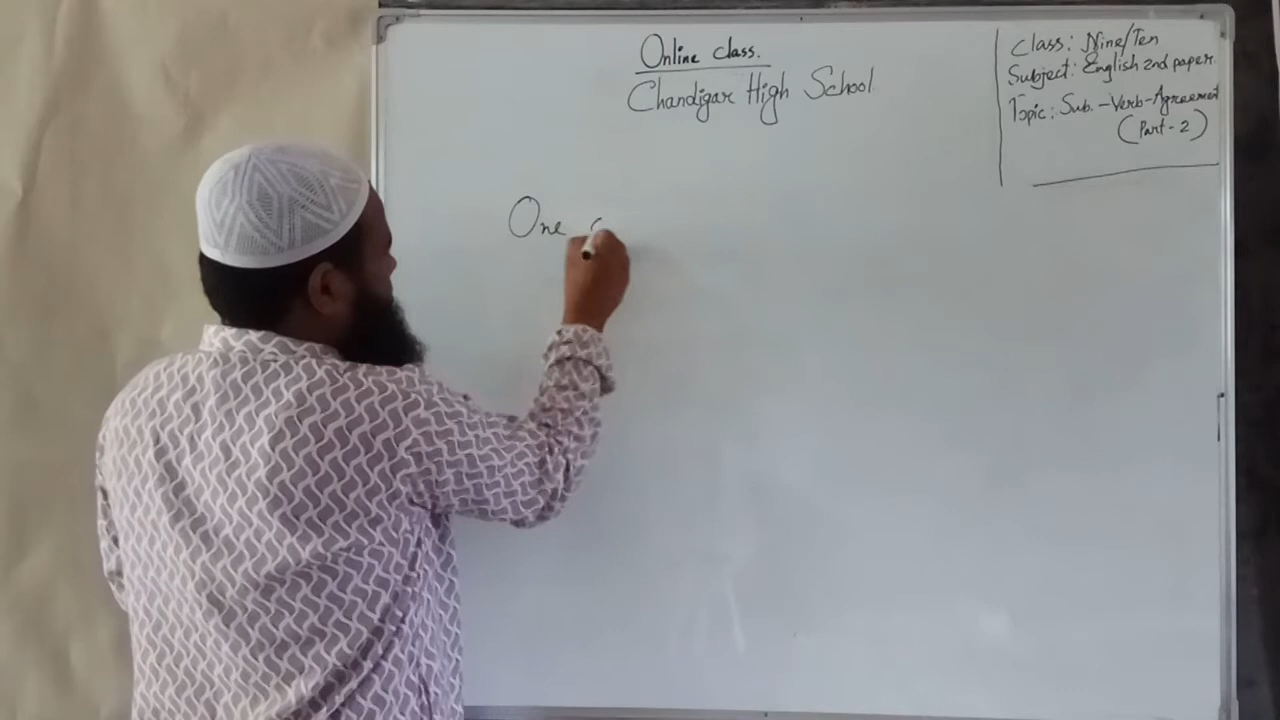 Online class.
Chandigar High School
Class: Nine/Ten
Subject: English 2nd paper.
Topic: Sub. - Verb - Agreement
(Part - 2)
One